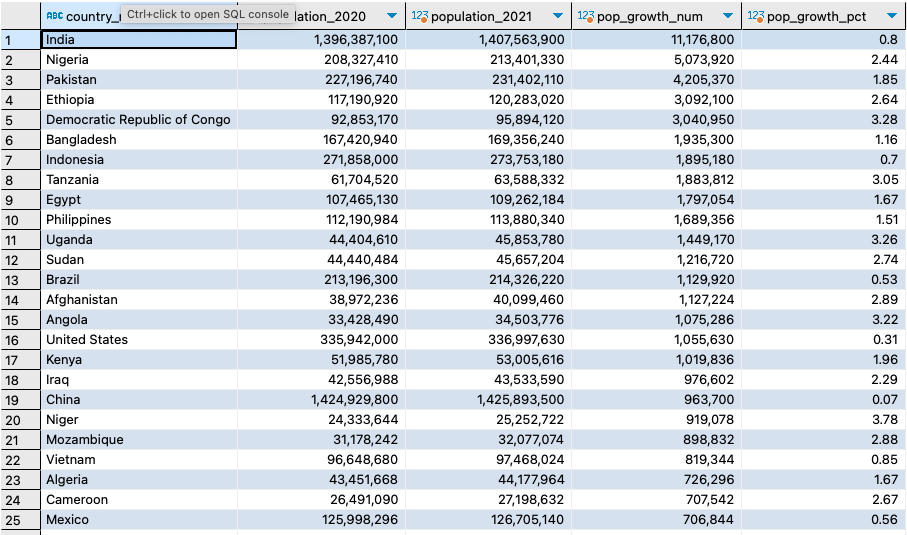 ABC country_ Ctrl+click to open SQL console lation_2020 123 population_2021 123 pop_growth_num 123 pop_growth_pct
1 India 1,396,387,100 1,407,563,900 11,176,800 0.8
2 Nigeria 208,327,410 213,401,330 5,073,920 2.44
3 Pakistan 227,196,740 231,402,110 4,205,370 1.85
4 Ethiopia 117,190,920 120,283,020 3,092,100 2.64
5 Democratic Republic of Congo 92,853,170 95,894,120 3,040,950 3.28
6 Bangladesh 167,420,940 169,356,240 1,935,300 1.16
7 Indonesia 271,858,000 273,753,180 1,895,180 0.7
8 Tanzania 61,704,520 63,588,332 1,883,812 3.05
9 Egypt 107,465,130 109,262,184 1,797,054 1.67
10 Philippines 112,190,984 113,880,340 1,689,356 1.51
11 Uganda 44,404,610 45,853,780 1,449,170 3.26
12 Sudan 44,440,484 45,657,204 1,216,720 2.74
13 Brazil 213,196,300 214,326,220 1,129,920 0.53
14 Afghanistan 38,972,236 40,099,460 1,127,224 2.89
15 Angola 33,428,490 34,503,776 1,075,286 3.22
16 United States 335,942,000 336,997,630 1,055,630 0.31
17 Kenya 51,985,780 53,005,616 1,019,836 1.96
18 Iraq 42,556,988 43,533,590 976,602 2.29
19 China 1,424,929,800 1,425,893,500 963,700 0.07
20 Niger 24,333,644 25,252,722 919,078 3.78
21 Mozambique 31,178,242 32,077,074 898,832 2.88
22 Vietnam 96,648,680 97,468,024 819,344 0.85
23 Algeria 43,451,668 44,177,964 726,296 1.67
24 Cameroon 26,491,090 27,198,632 707,542 2.67
25 Mexico 125,998,296 126,705,140 706,844 0.56